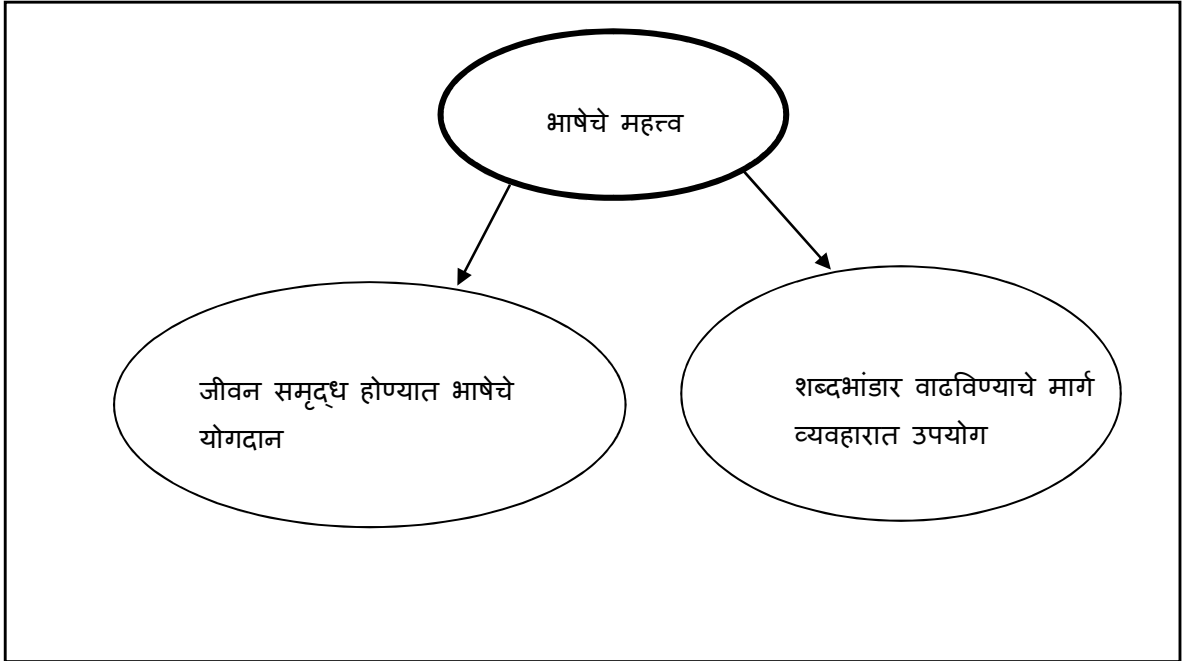 भाषेचे महत्त्व
जीवन समृद्‌ध होण्यात भाषेचे
योगदान
शब्दभांडार वाढविण्याचे मार्ग
व्यवहारात उपयोग